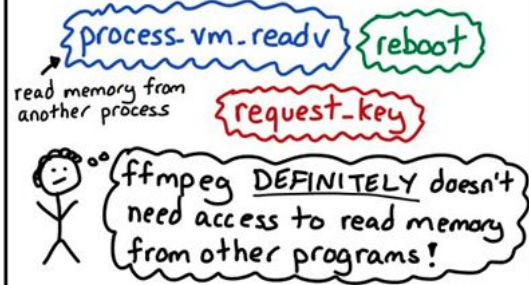 process_vm_readv reboot
read memory from
another process
request_key
ffmpeg DEFINITELY doesn't
need access to read memory
from other programs!